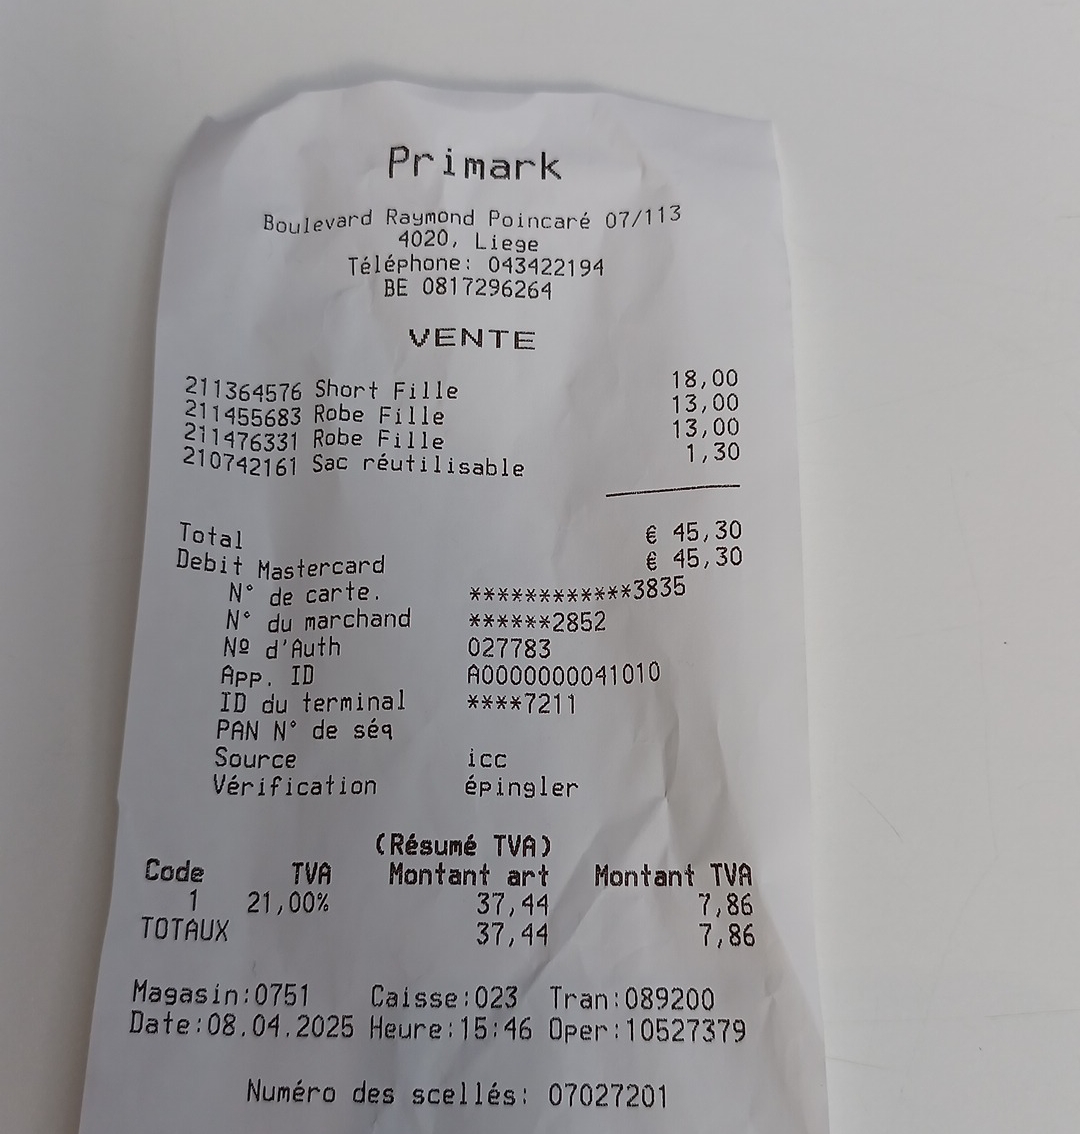 Primark
Boulevard Raymond Poincaré 07/113
4020, Liege
Téléphone: 043422194
BE 0817296264
VENTE
211364576 Short Fille 18,00
211455683 Robe Fille 13,00
211476331 Robe Fille 13,00
210742161 Sac réutilisable 1,30
Total € 45,30
Debit Mastercard € 45,30
N° de carte. ************3835
N° du marchand ******2852
Nº d'Auth 027783
App. ID A0000000041010
ID du terminal ****7211
PAN N° de séq
Source icc
Vérification épingler
(Résumé TVA)
Code TVA Montant art Montant TVA
1 21,00% 37,44 7,86
TOTAUX 37,44 7,86
Magasin:0751 Caisse:023 Tran:089200
Date:08.04.2025 Heure:15:46 Oper:10527379
Numéro des scellés: 07027201